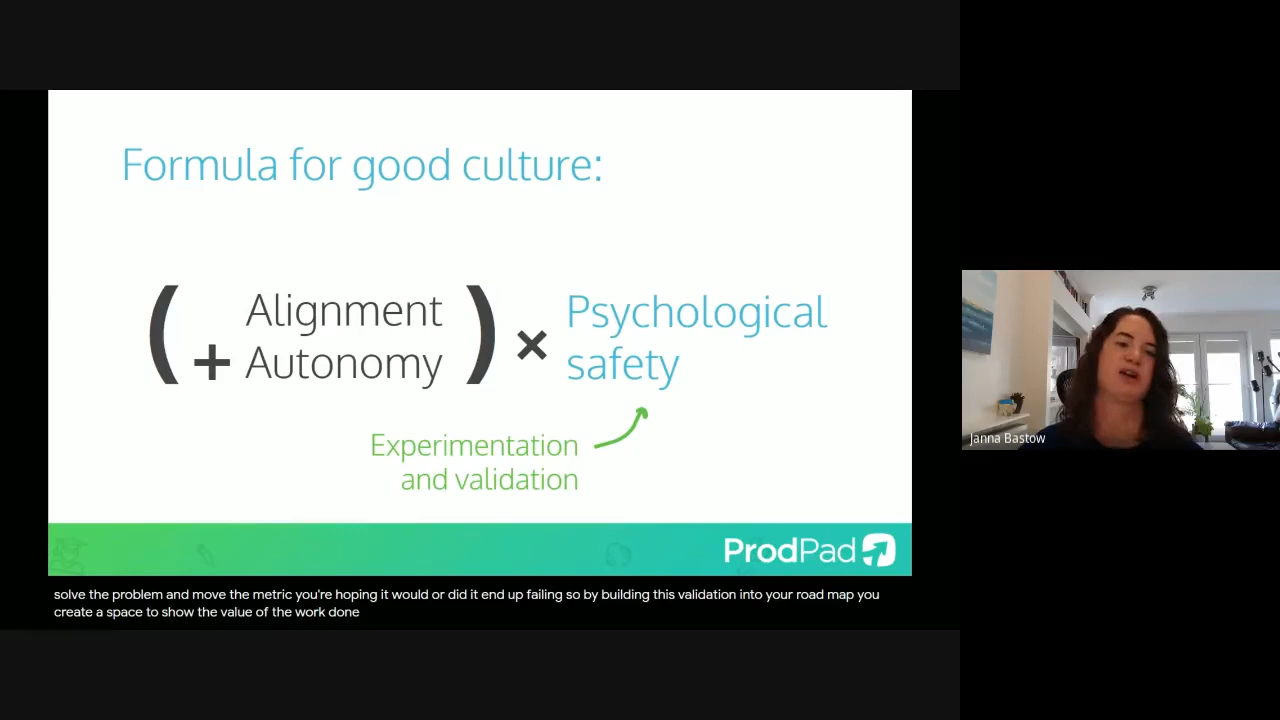 Formula for good culture:
( Alignment ) × Psychological
+ Autonomy safety
Experimentation
and validation
ProdPad
Janna Bastow
solve the problem and move the metric you're hoping it would or did it end up failing so by building this validation into your road map you
create a space to show the value of the work done